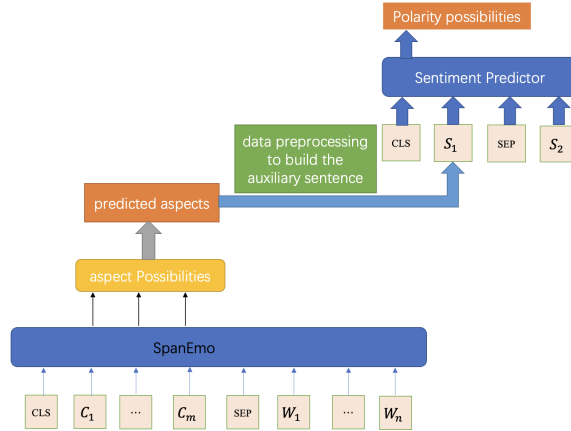 Polarity possibilities
Sentiment Predictor
CLS S₁ SEP S₂
data preprocessing
to build the
auxiliary sentence
predicted aspects
aspect Possibilities
SpanEmo
CLS C₁ ... Cₘ SEP W₁ ... Wₙ